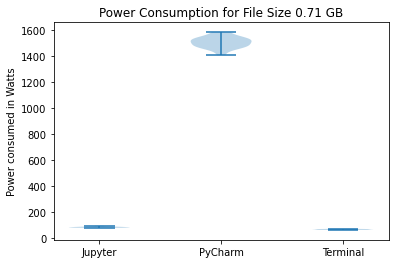 Power Consumption for File Size 0.71 GB
Power consumed in Watts
1600
1400
1200
1000
800
600
400
200
0
Jupyter
PyCharm
Terminal